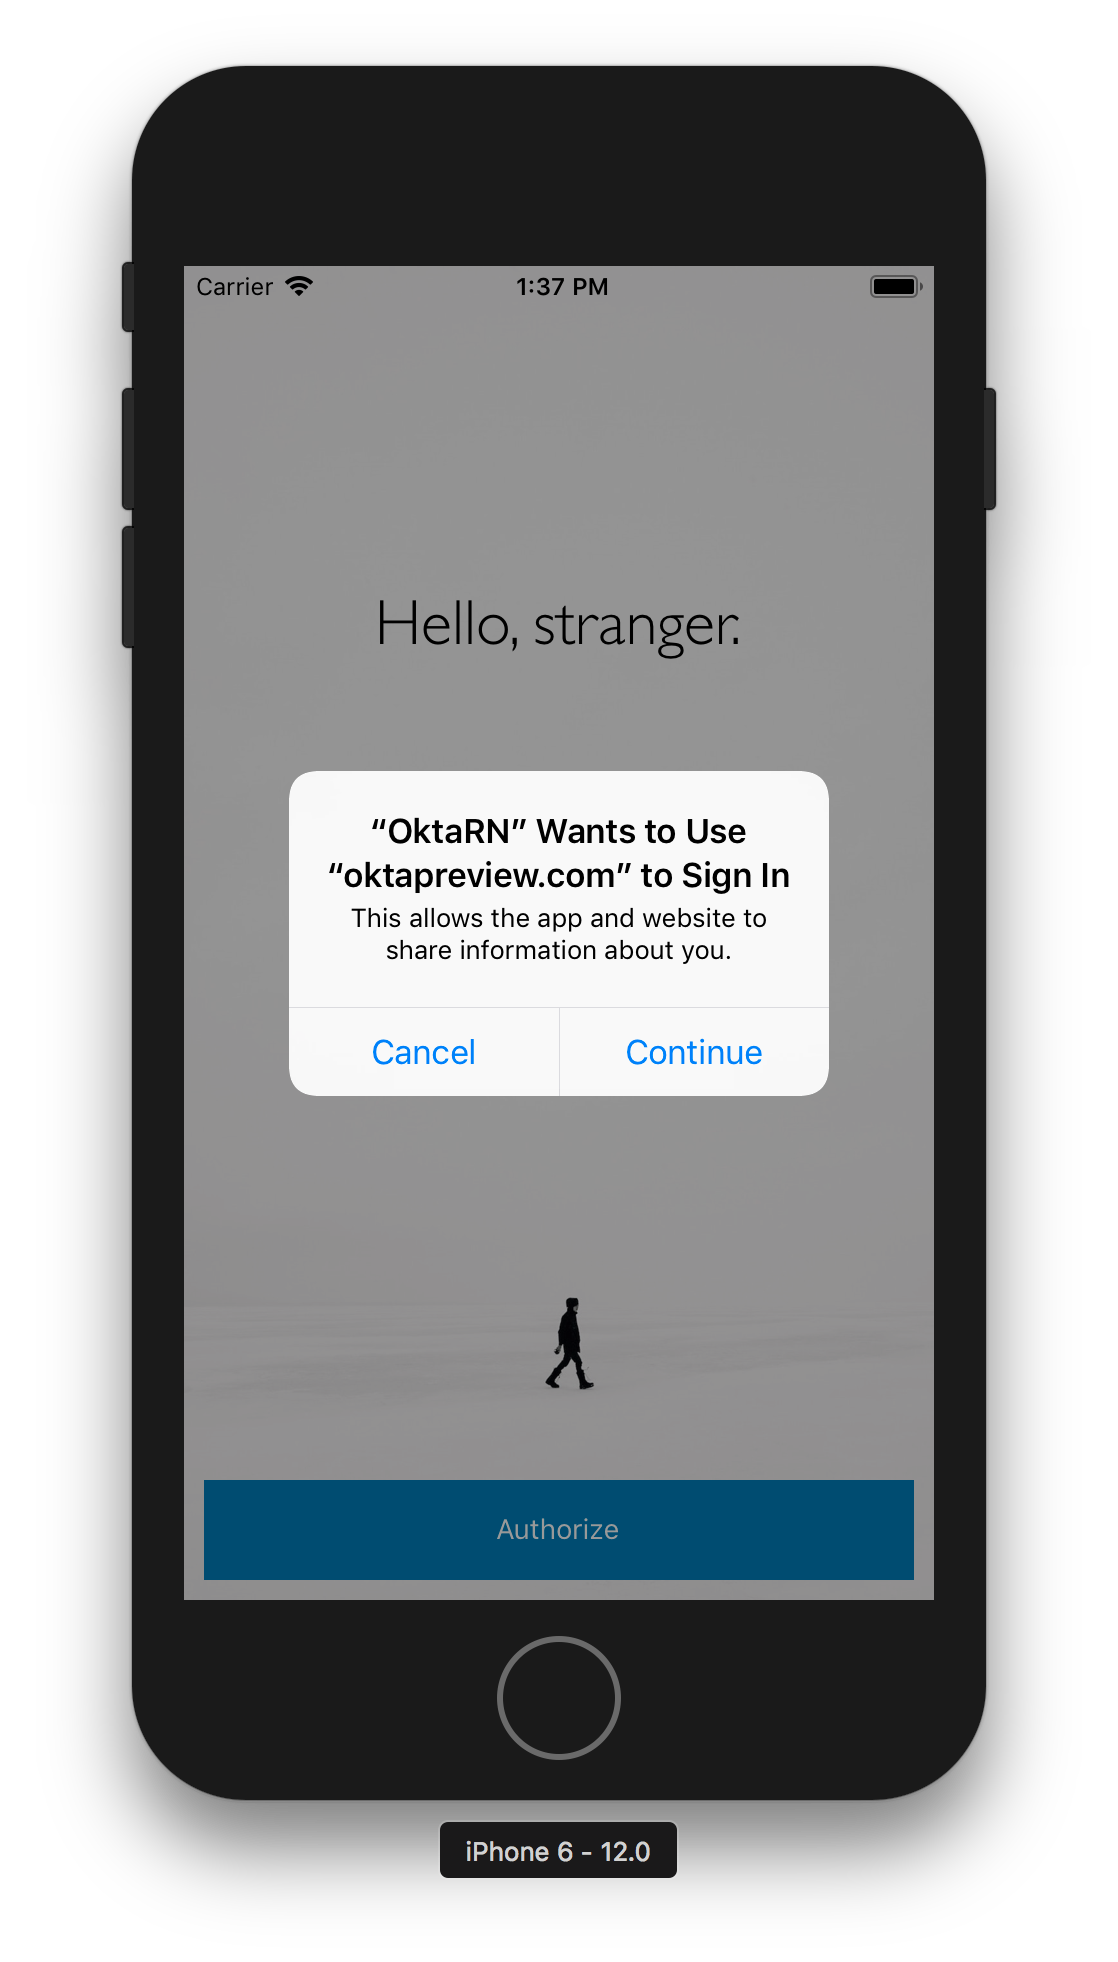 Carrier 1:37 PM
Hello, stranger.
“OktaRN” Wants to Use
“oktapreview.com” to Sign In
This allows the app and website to
share information about you.
Cancel Continue
Authorize
iPhone 6 - 12.0